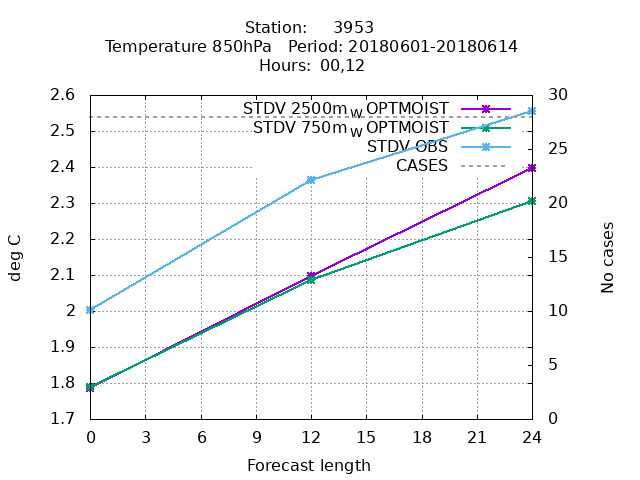 Station: 3953
Temperature 850hPa Period: 20180601-20180614
Hours: 00,12
STDV 2500m_W OPTMOIST
STDV 750m_W OPTMOIST
STDV OBS
CASES
2.6
2.5
2.4
2.3
2.2
2.1
2
1.9
1.8
1.7
30
25
20
15
10
5
0
deg C
No cases
0 3 6 9 12 15 18 21 24
Forecast length